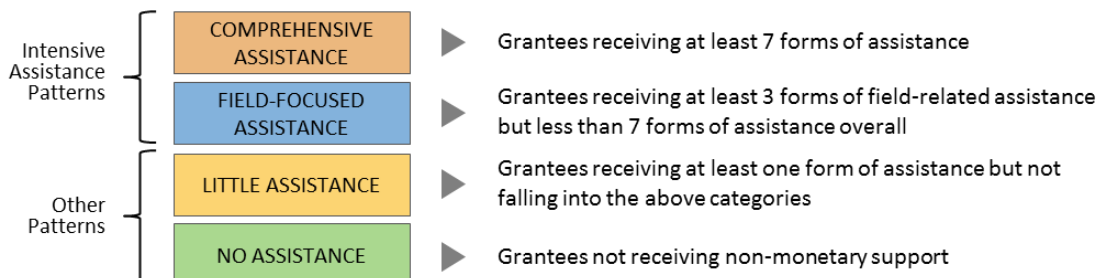 Intensive
Assistance
Patterns
COMPREHENSIVE
ASSISTANCE
Grantees receiving at least 7 forms of assistance
FIELD-FOCUSED
ASSISTANCE
Grantees receiving at least 3 forms of field-related assistance
but less than 7 forms of assistance overall
Other
Patterns
LITTLE ASSISTANCE
Grantees receiving at least one form of assistance but not
falling into the above categories
NO ASSISTANCE
Grantees not receiving non-monetary support